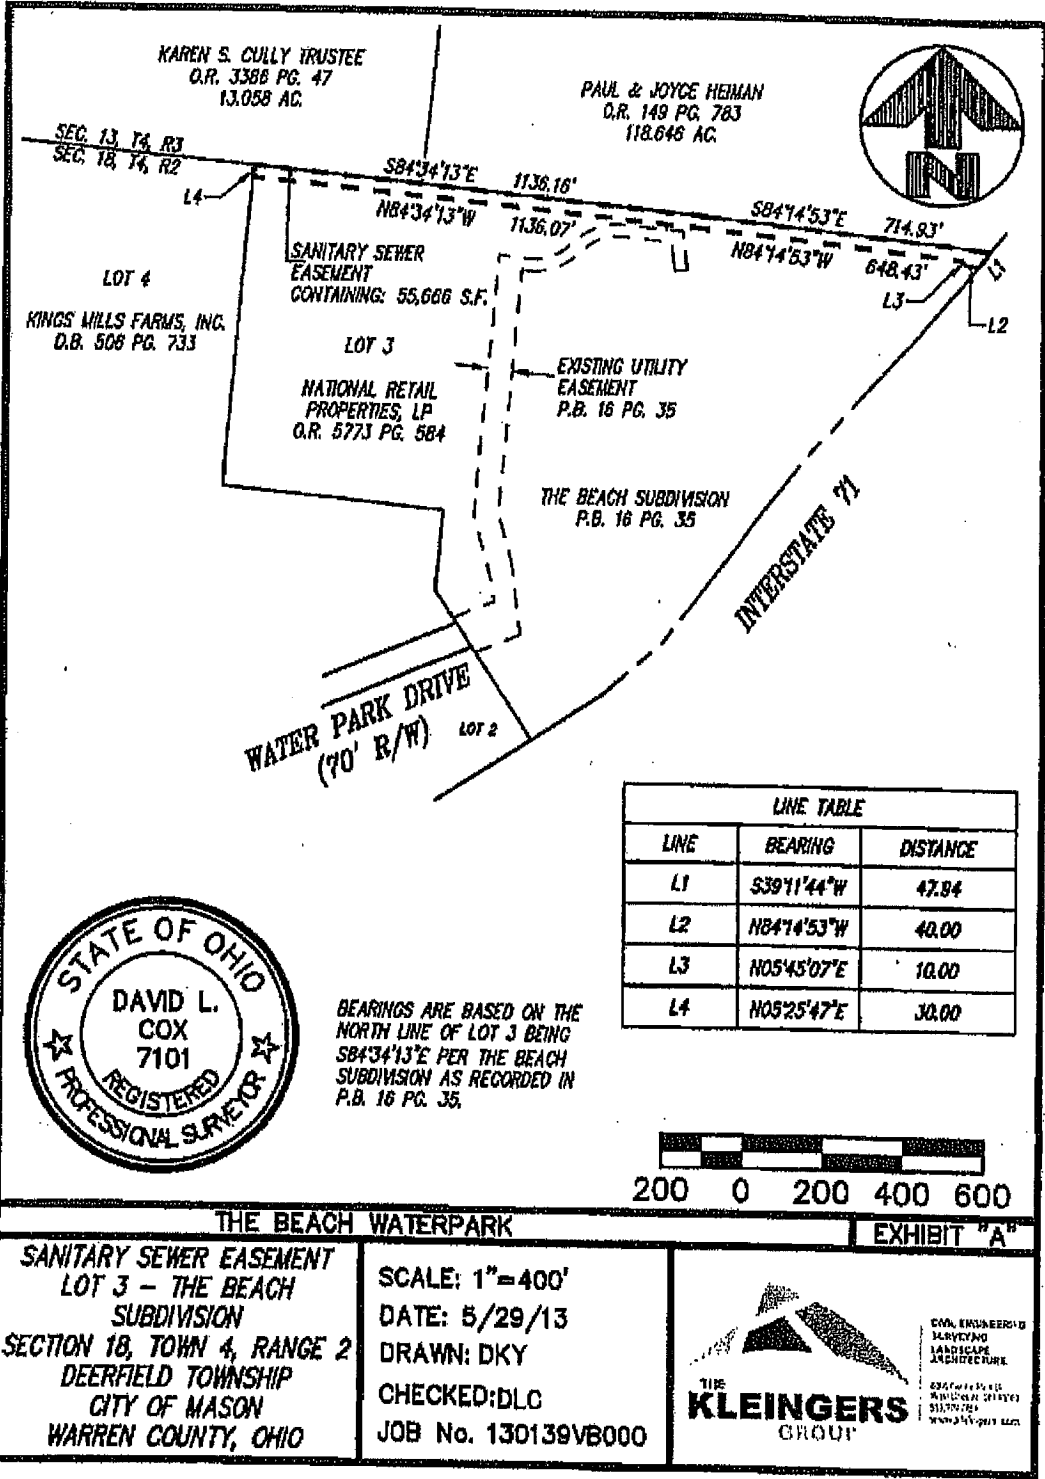 KAREN S. CULLY TRUSTEE
O.R. 3386 PG. 47
13.058 AC.
PAUL & JOYCE HEIMAN
O.R. 149 PG. 783
118.646 AC.
N
SEC. 13, T4, R3
SEC. 18, T4, R2
S84°34'13"E 1136.16'
N84°34'13"W 1136.07'
S84°14'53"E 714.93'
N84°14'53"W 648.43'
L4
L1
L3
L2
SANITARY SEWER
EASEMENT
CONTAINING: 55,666 S.F.
LOT 4
KINGS MILLS FARMS, INC.
D.B. 506 PG. 733
LOT 3
NATIONAL RETAIL
PROPERTIES, LP
O.R. 5773 PG. 584
EXISTING UTILITY
EASEMENT
P.B. 16 PG. 35
THE BEACH SUBDIVISION
P.B. 16 PG. 35
INTERSTATE 71
WATER PARK DRIVE
(70' R/W)
LOT 2
LINE TABLE
LINE BEARING DISTANCE
L1 S39°11'44"W 47.94
L2 N84°14'53"W 40.00
L3 N05°45'07"E 10.00
L4 N05°25'47"E 30.00
STATE OF OHIO
DAVID L.
COX
7101
REGISTERED
PROFESSIONAL SURVEYOR
BEARINGS ARE BASED ON THE
NORTH LINE OF LOT 3 BEING
S84°34'13"E PER THE BEACH
SUBDIVISION AS RECORDED IN
P.B. 16 PG. 35.
200 0 200 400 600
THE BEACH WATERPARK
EXHIBIT "A"
SANITARY SEWER EASEMENT
LOT 3 - THE BEACH
SUBDIVISION
SECTION 18, TOWN 4, RANGE 2
DEERFIELD TOWNSHIP
CITY OF MASON
WARREN COUNTY, OHIO
SCALE: 1"=400'
DATE: 5/29/13
DRAWN: DKY
CHECKED:DLC
JOB No. 130139VB000
THE
KLEINGERS
GROUP
CIVIL ENGINEERING
SURVEYING
LANDSCAPE
ARCHITECTURE